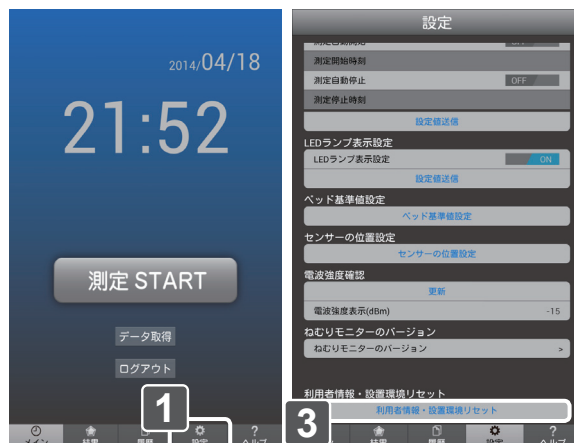 2014/04/18
21:52
測定 START
データ取得
ログアウト
1
メイン
結果
履歴
設定
ヘルプ
設定
測定自動開始
OFF
測定開始時刻
測定自動停止
OFF
測定停止時刻
設定値送信
LEDランプ表示設定
LEDランプ表示設定
ON
設定値送信
ベッド基準値設定
ベッド基準値設定
センサーの位置設定
センサーの位置設定
電波強度確認
更新
電波強度表示(dBm)
-15
ねむりモニターのバージョン
ねむりモニターのバージョン
>
利用者情報・設置環境リセット
利用者情報・設置環境リセット
3
結果
履歴
設定
ヘルプ